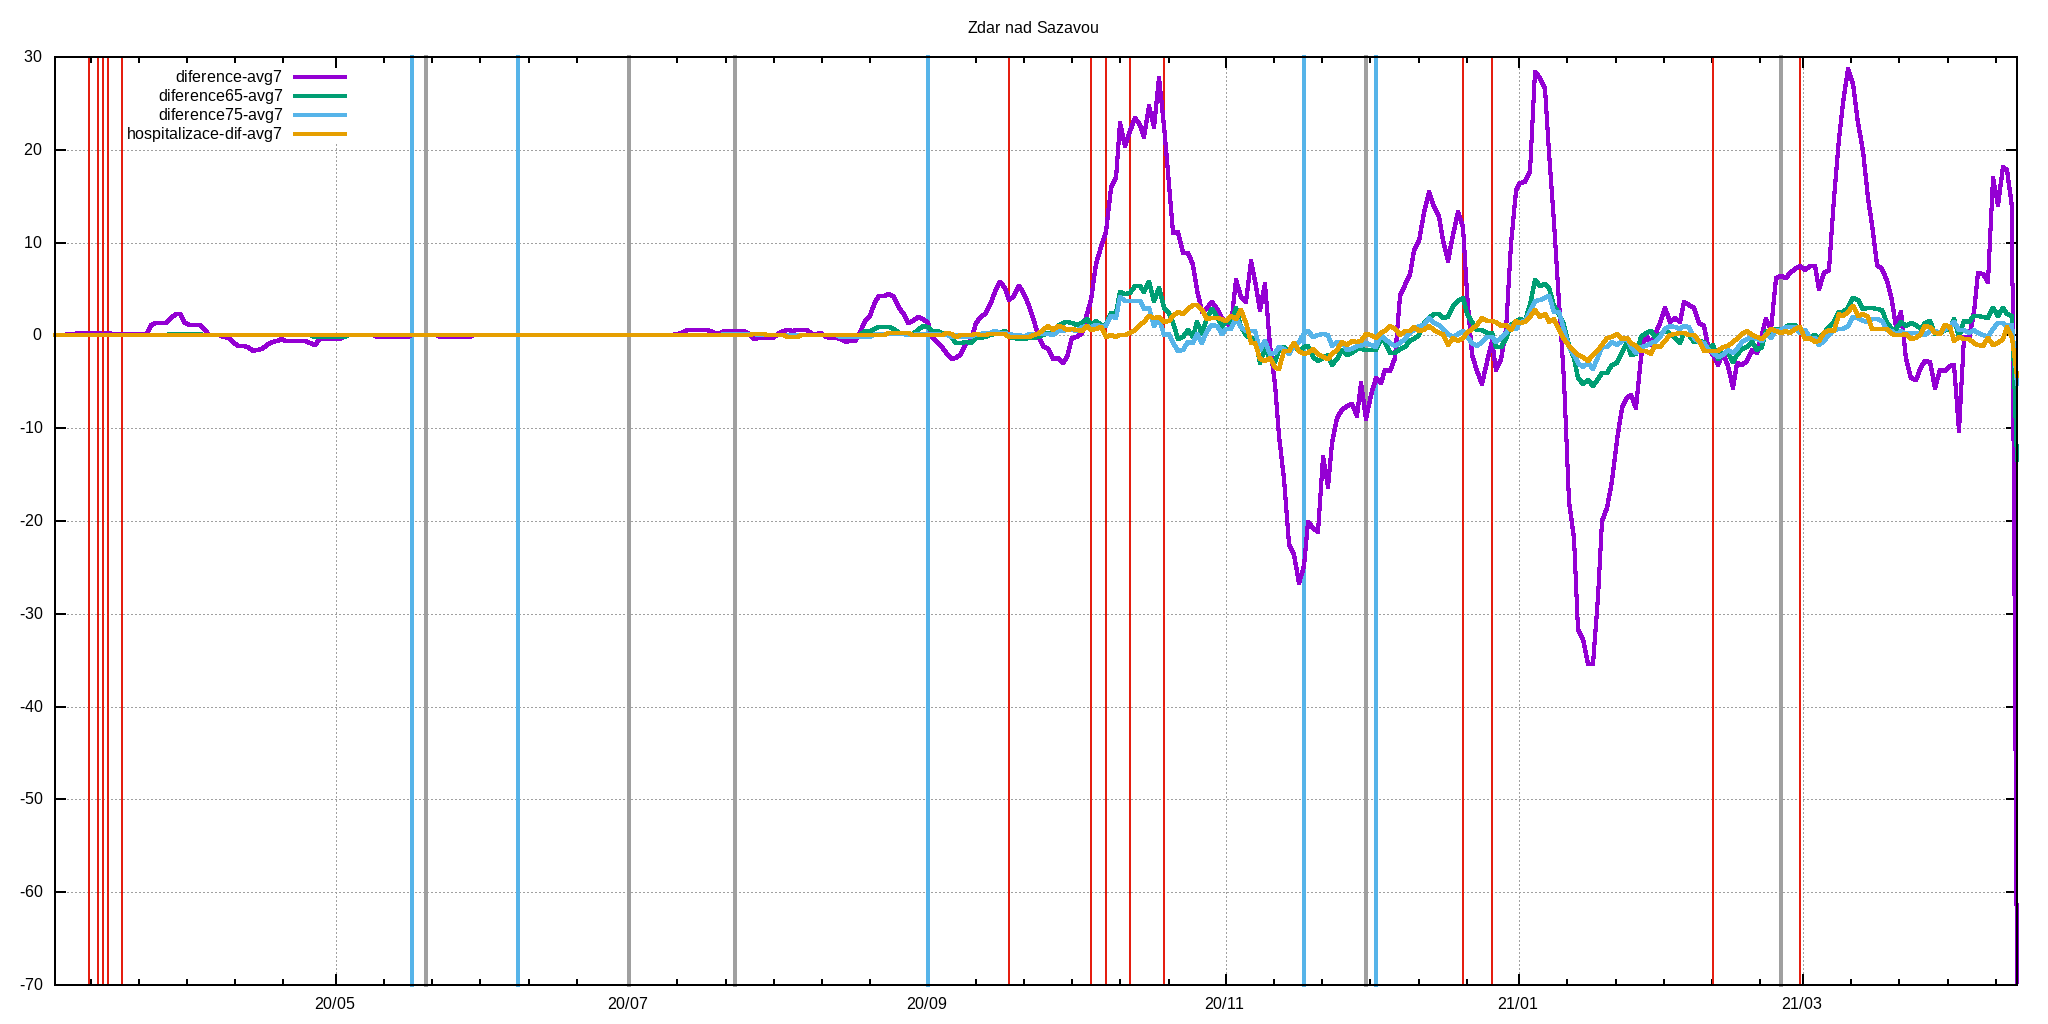 Zdar nad Sazavou
diference-avg7
diference65-avg7
diference75-avg7
hospitalizace-dif-avg7
30
20
10
0
-10
-20
-30
-40
-50
-60
-70
20/05 20/07 20/09 20/11 21/01 21/03